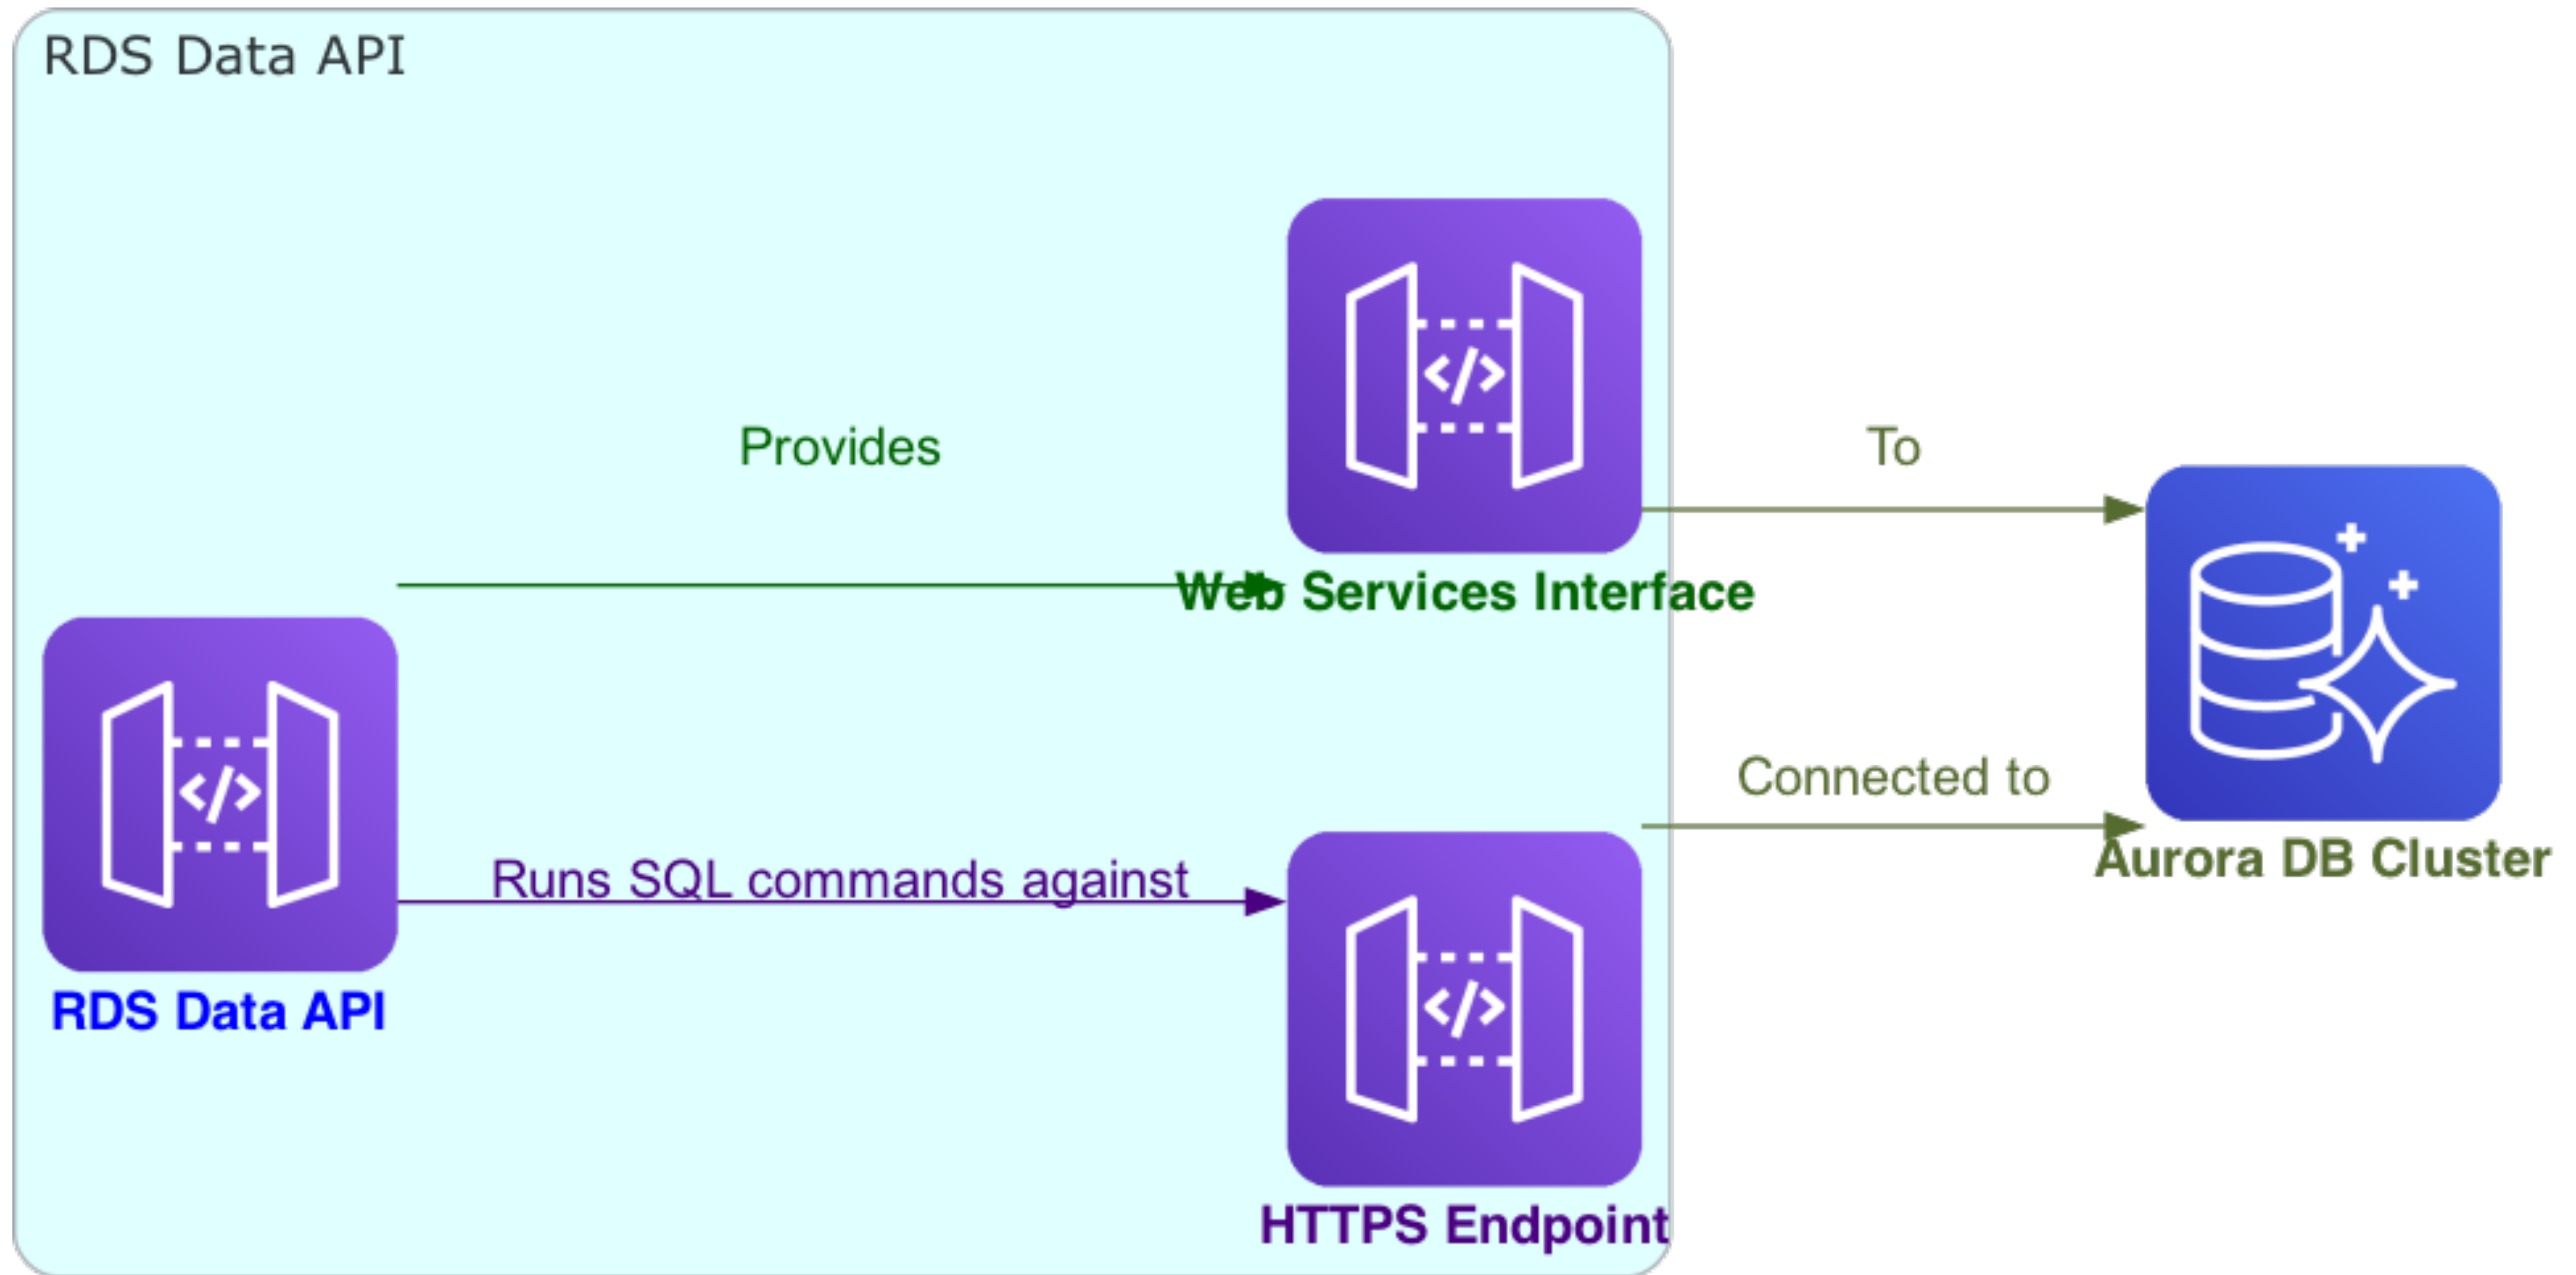 RDS Data API
Provides
To
Web Services Interface
Connected to
Aurora DB Cluster
Runs SQL commands against
RDS Data API
HTTPS Endpoint